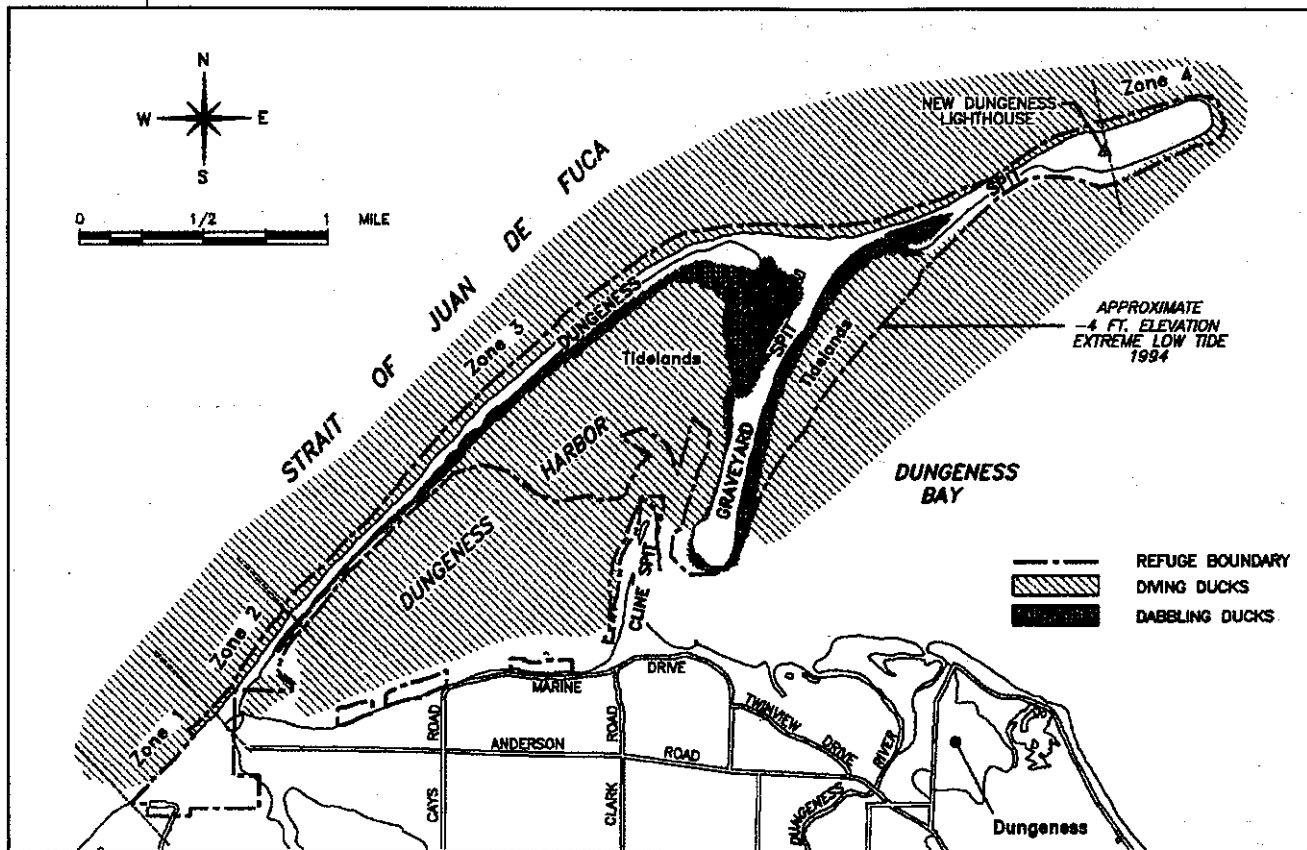 N
W E
S
0 1/2 1 MILE
STRAIT OF JUAN DE FUCA
Zone 4
NEW DUNGENESS
LIGHTHOUSE
SPIT
Zone 3
DUNGENESS
Tidelands
SPIT
Tidelands
APPROXIMATE
-4 FT. ELEVATION
EXTREME LOW TIDE
1994
HARBOR
GRAVEYARD
DUNGENESS
BAY
DUNGENESS
CLINE SPIT
REFUGE BOUNDARY
DIVING DUCKS
DABBLING DUCKS
Zone 2
Zone 1
MARINE DRIVE
ROAD
ROAD
TWINVIEW DRIVE
ANDERSON ROAD
RIVER
CAYS
CLARK
DUNGENESS
Dungeness